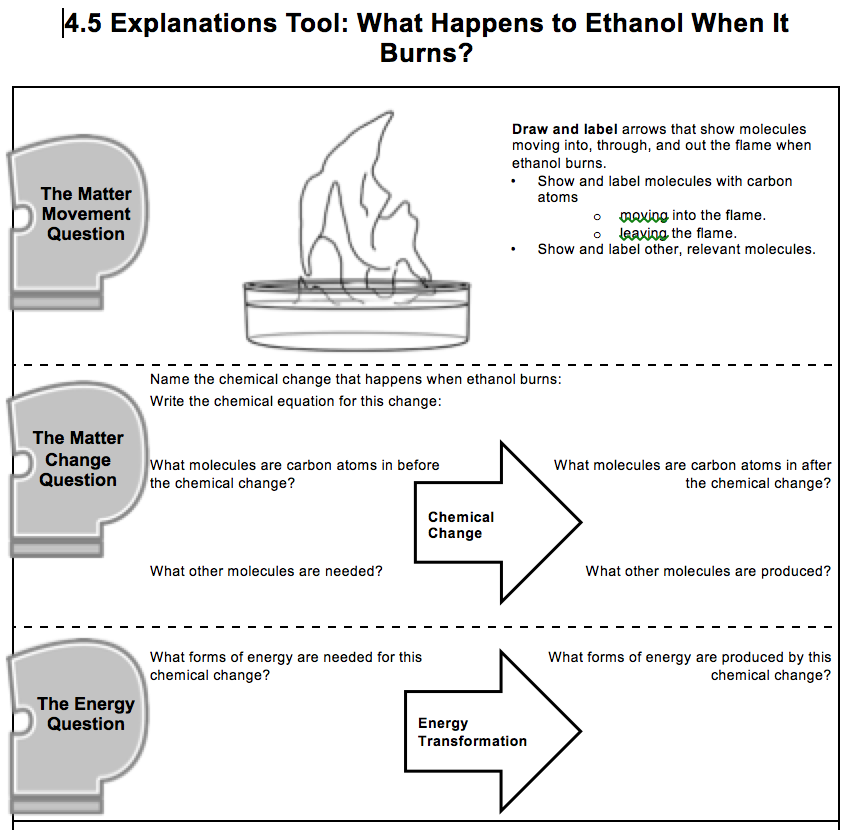 4.5 Explanations Tool: What Happens to Ethanol When It
Burns?
The Matter
Movement
Question
Draw and label arrows that show molecules
moving into, through, and out the flame when
ethanol burns.
• Show and label molecules with carbon
atoms
o moving into the flame.
o leaving the flame.
• Show and label other, relevant molecules.
The Matter
Change
Question
Name the chemical change that happens when ethanol burns:
Write the chemical equation for this change:
What molecules are carbon atoms in before
the chemical change?
Chemical
Change
What molecules are carbon atoms in after
the chemical change?
What other molecules are needed?
What other molecules are produced?
The Energy
Question
What forms of energy are needed for this
chemical change?
Energy
Transformation
What forms of energy are produced by this
chemical change?